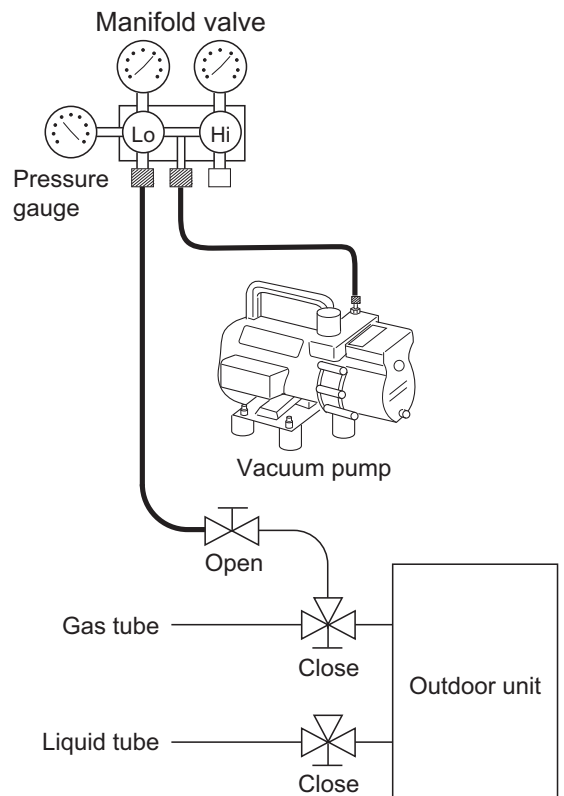 Manifold valve
Lo
Hi
Pressure
gauge
Vacuum pump
Open
Gas tube
Close
Outdoor unit
Liquid tube
Close